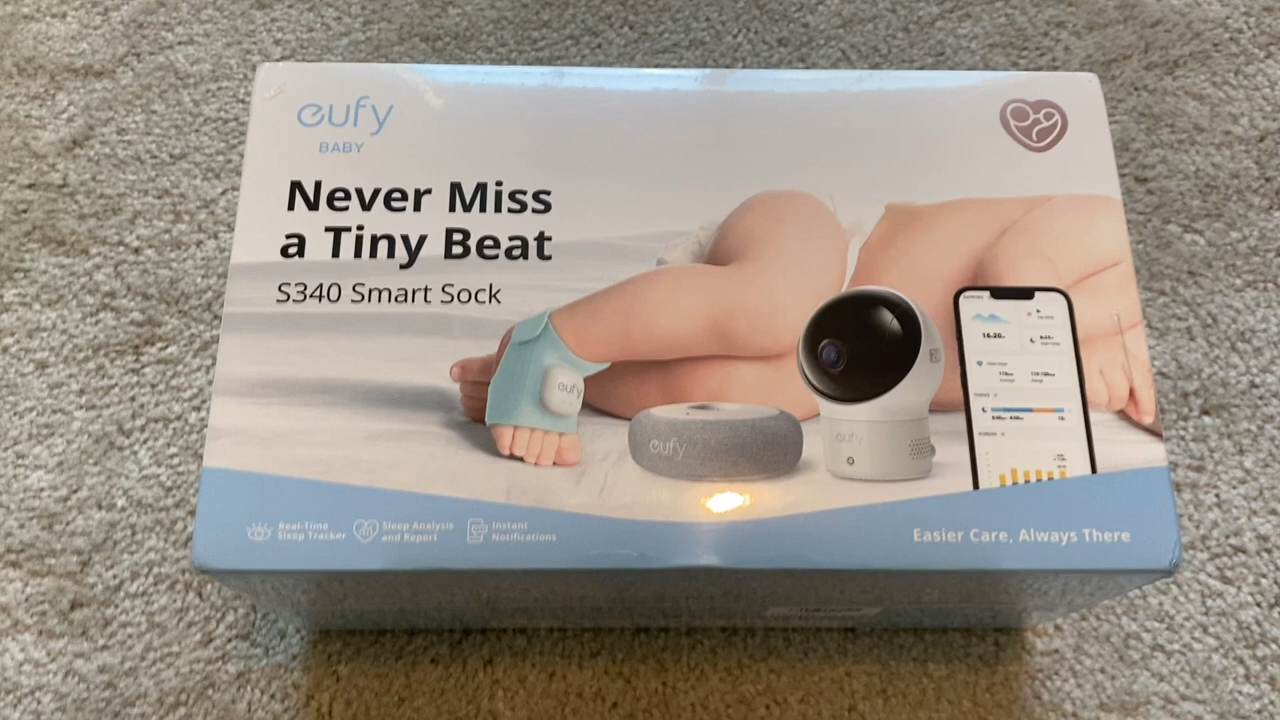 eufy
BABY
Never Miss
a Tiny Beat
S340 Smart Sock
eufy
eufy
eufy
Summary
Real-Time
Sleep Tracker
Sleep Analysis
and Report
Instant
Notifications
Easier Care, Always There